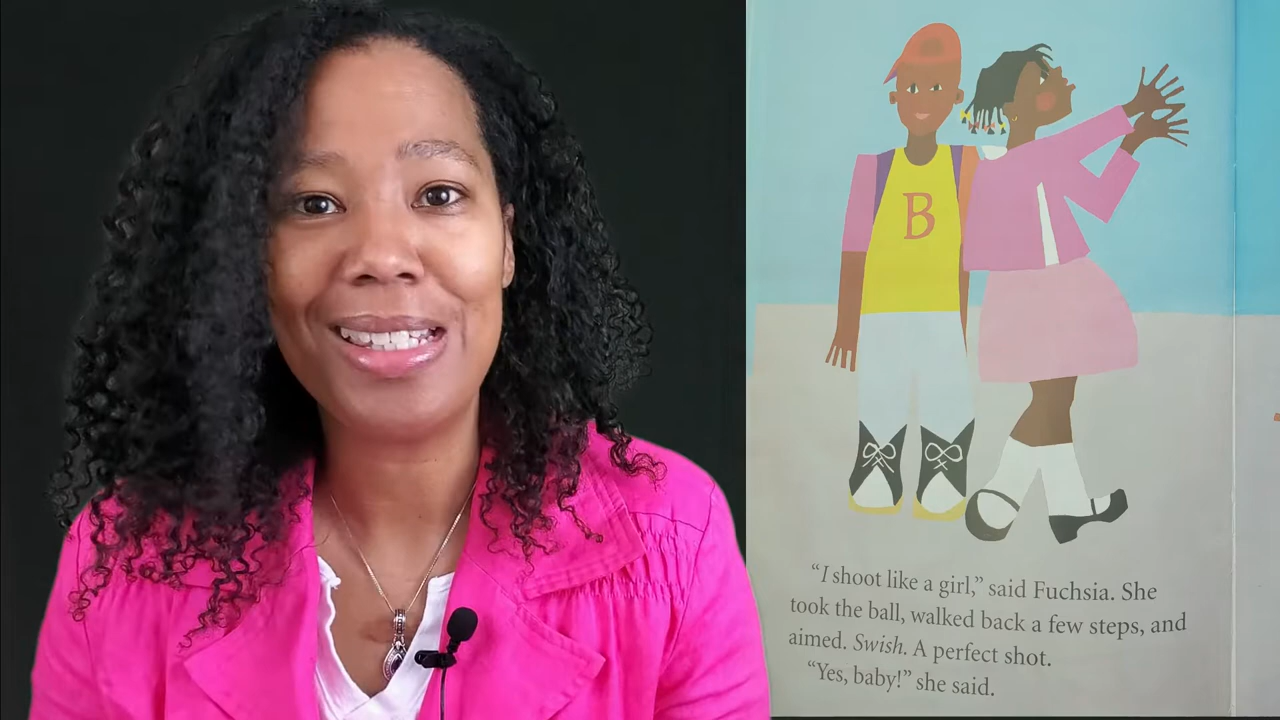 B
“I shoot like a girl,” said Fuchsia. She
took the ball, walked back a few steps, and
aimed. Swish. A perfect shot.
“Yes, baby!” she said.